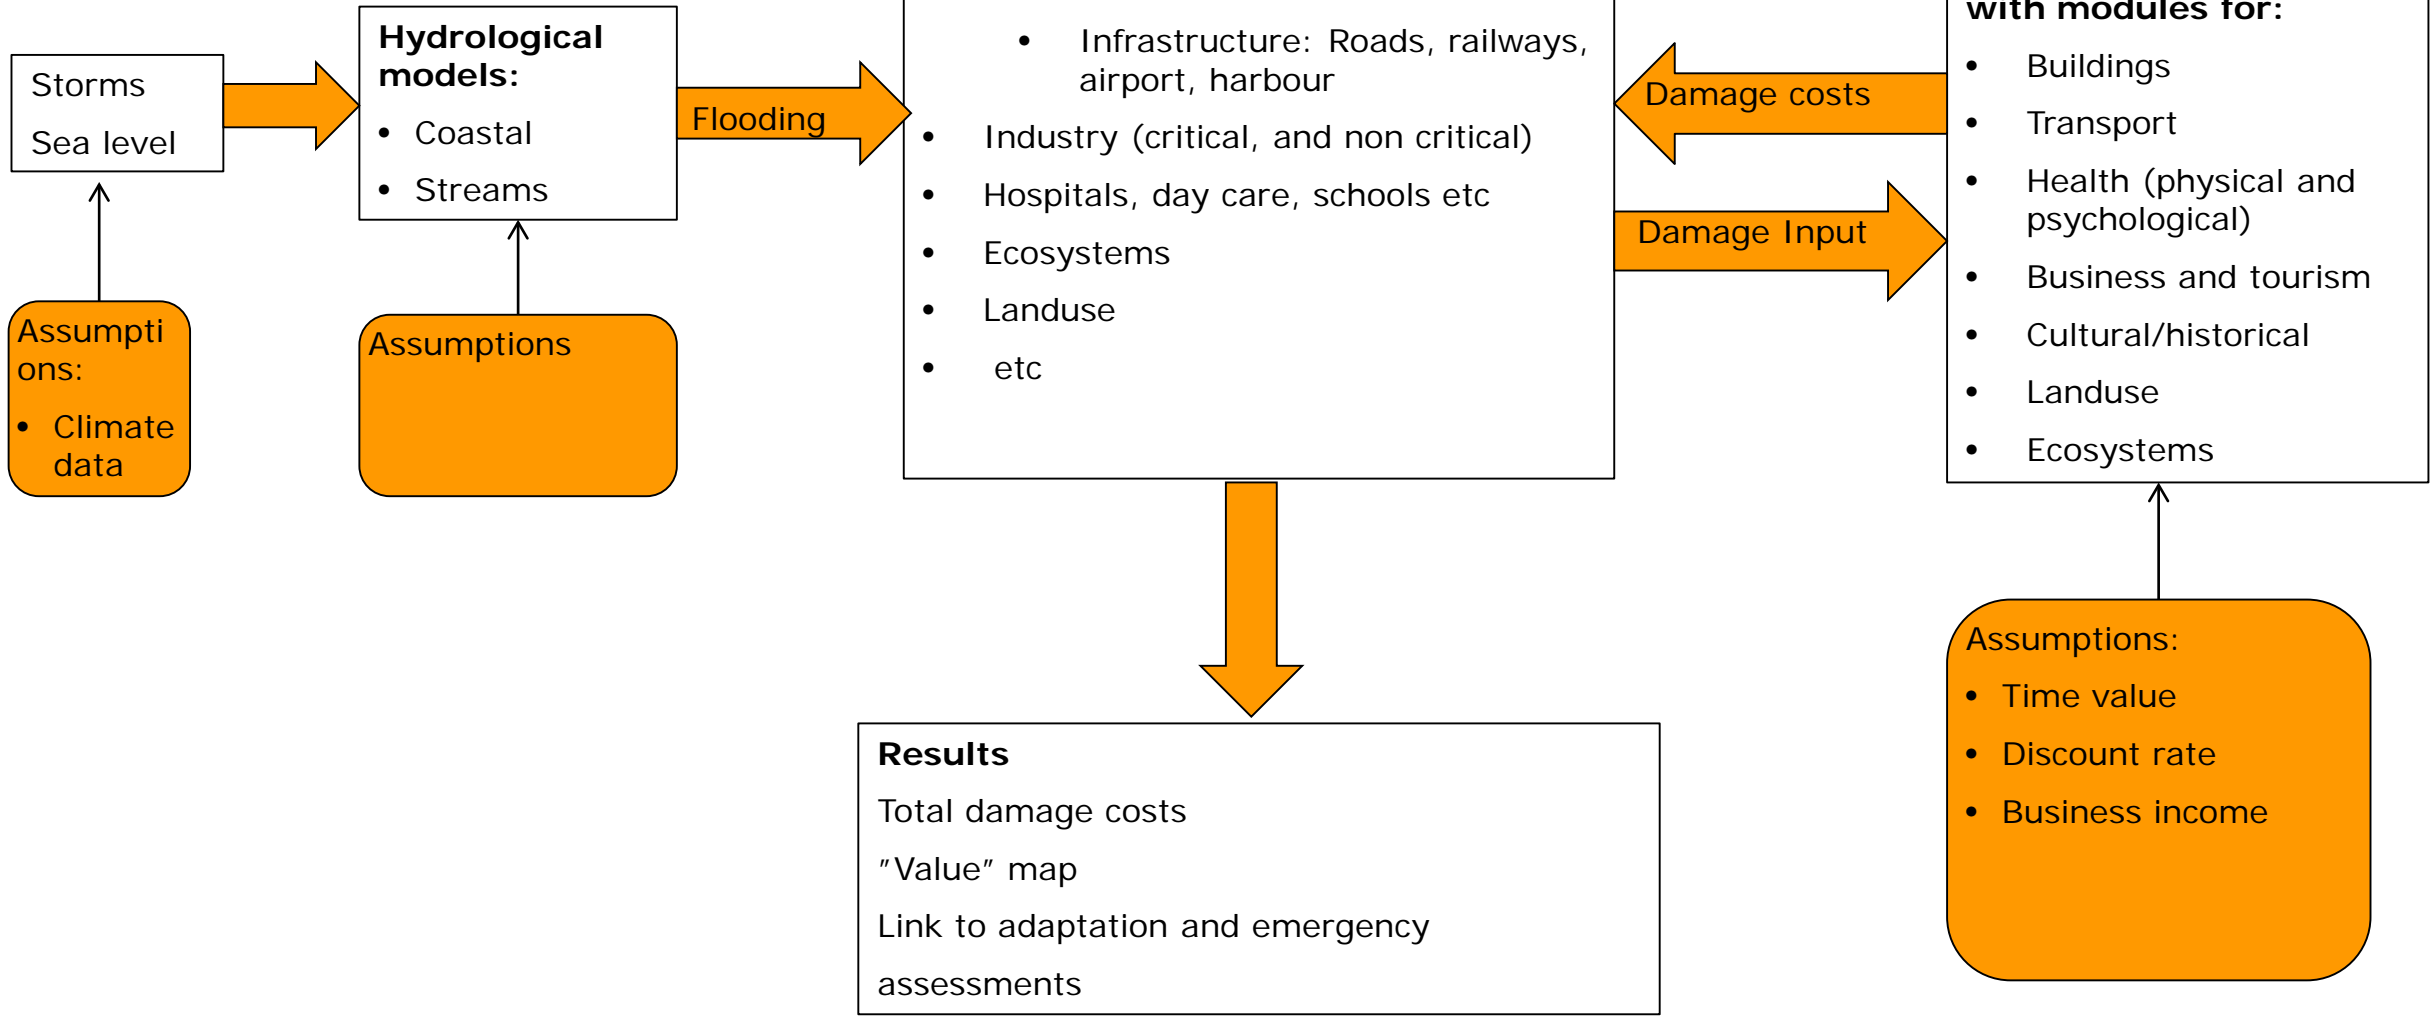 Storms
Sea level
Assumpti
ons:
• Climate
data
Hydrological
models:
• Coastal
• Streams
Assumptions
Flooding
• Infrastructure: Roads, railways,
airport, harbour
• Industry (critical, and non critical)
• Hospitals, day care, schools etc
• Ecosystems
• Landuse
• etc
Damage costs
Damage Input
with modules for:
• Buildings
• Transport
• Health (physical and
psychological)
• Business and tourism
• Cultural/historical
• Landuse
• Ecosystems
Assumptions:
• Time value
• Discount rate
• Business income
Results
Total damage costs
”Value” map
Link to adaptation and emergency
assessments